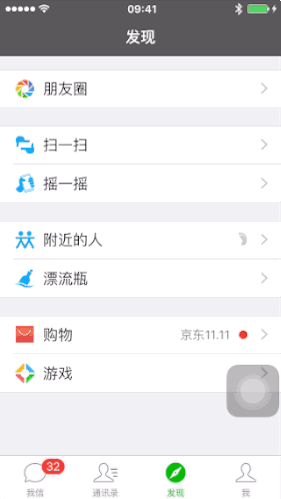 09:41
发现
朋友圈
扫一扫
摇一摇
附近的人
漂流瓶
购物 京东11.11
游戏
32
我信 通讯录 发现 我